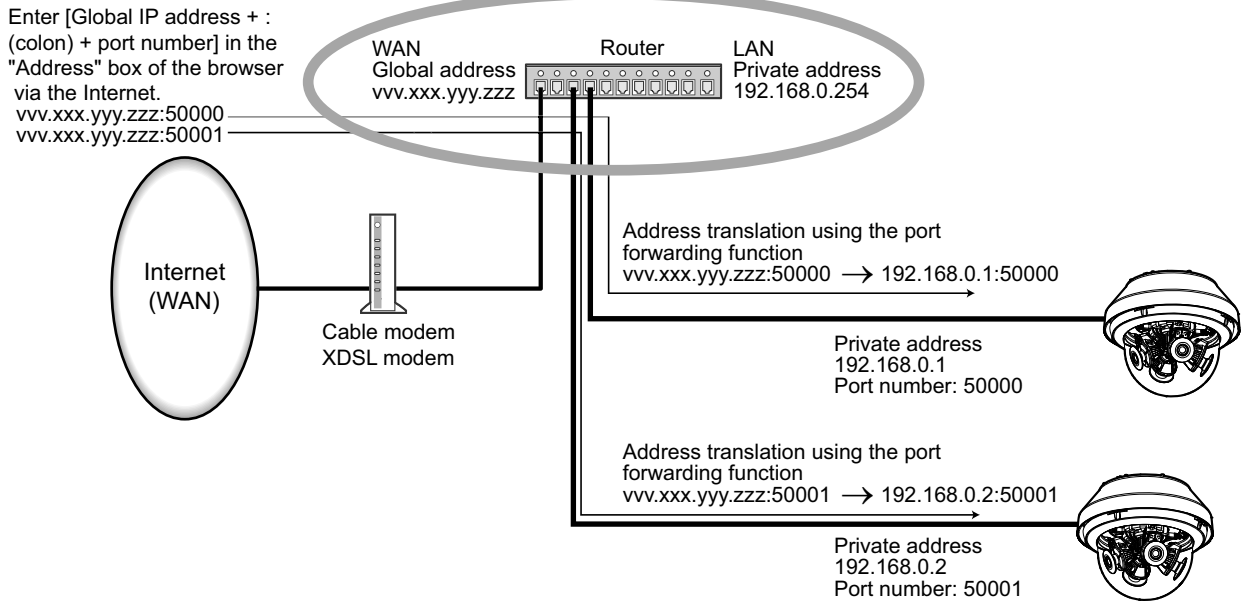 Enter [Global IP address + :
(colon) + port number] in the
"Address" box of the browser
via the Internet.
vvv.xxx.yyy.zzz:50000
vvv.xxx.yyy.zzz:50001
WAN
Global address
vvv.xxx.yyy.zzz
Router
LAN
Private address
192.168.0.254
Internet
(WAN)
Cable modem
XDSL modem
Address translation using the port
forwarding function
vvv.xxx.yyy.zzz:50000 → 192.168.0.1:50000
Private address
192.168.0.1
Port number: 50000
Address translation using the port
forwarding function
vvv.xxx.yyy.zzz:50001 → 192.168.0.2:50001
Private address
192.168.0.2
Port number: 50001